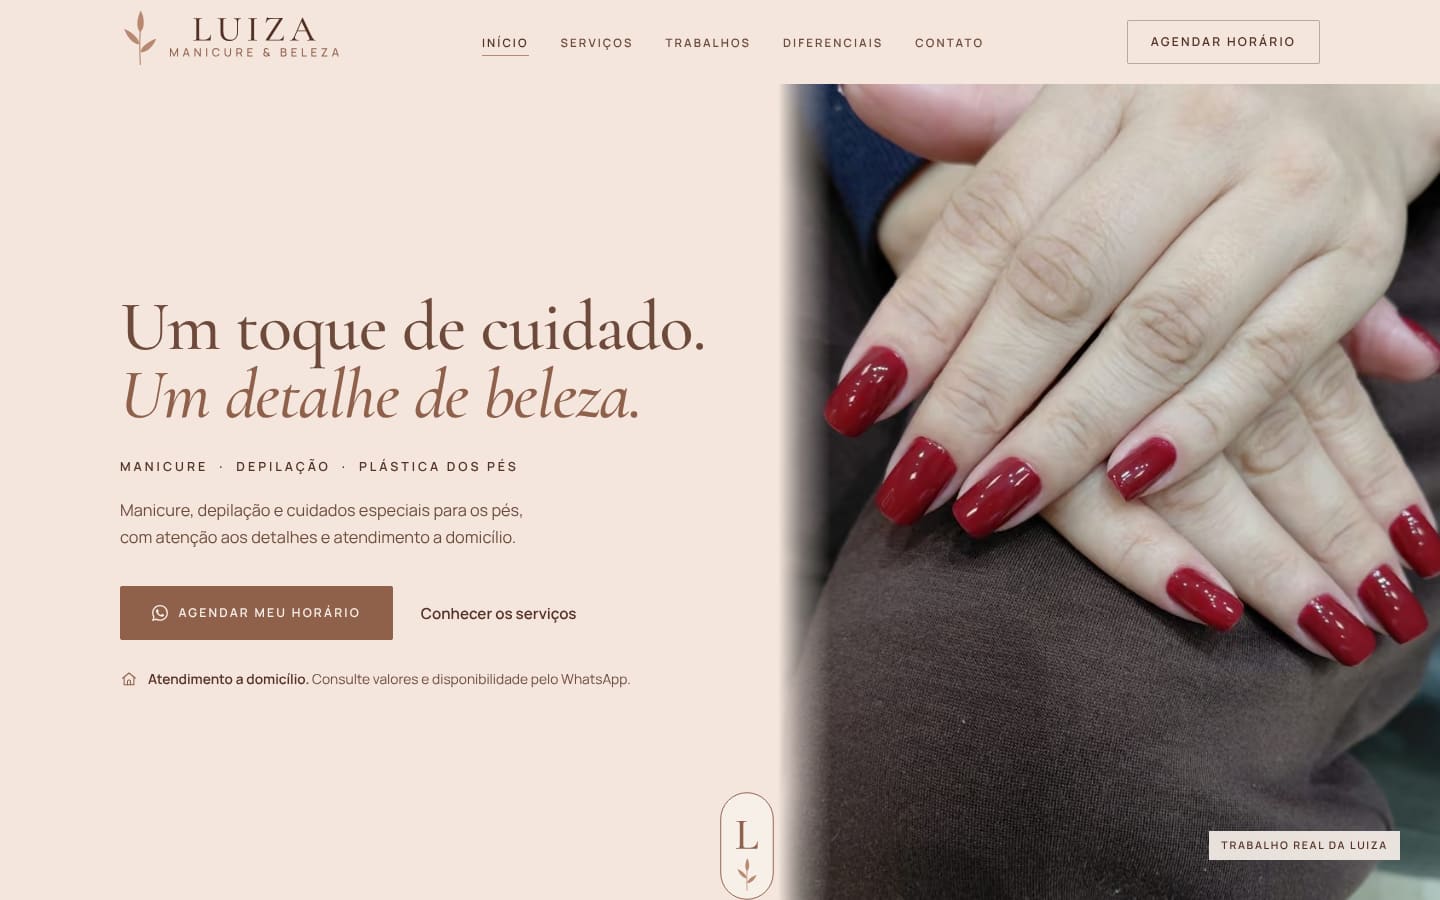 LUIZA
MANICURE & BELEZA
INÍCIO
SERVIÇOS
TRABALHOS
DIFERENCIAIS
CONTATO
AGENDAR HORÁRIO
Um toque de cuidado.
Um detalhe de beleza.
MANICURE · DEPILAÇÃO · PLÁSTICA DOS PÉS
Manicure, depilação e cuidados especiais para os pés,
com atenção aos detalhes e atendimento a domicílio.
AGENDAR MEU HORÁRIO
Conhecer os serviços
Atendimento a domicílio. Consulte valores e disponibilidade pelo WhatsApp.
L
TRABALHO REAL DA LUIZA